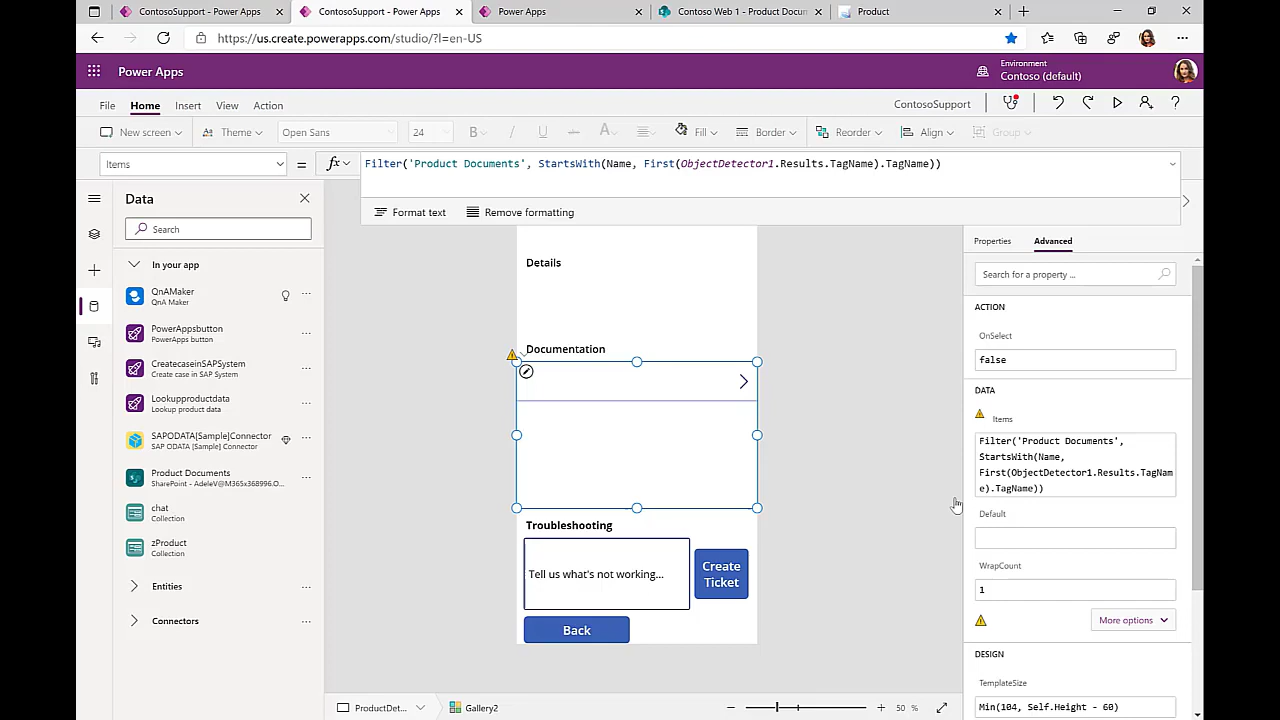 ContosoSupport - Power Apps
ContosoSupport - Power Apps
Power Apps
Contoso Web 1 - Product Docum
Product
https://us.create.powerapps.com/studio/?l=en-US
Power Apps
Environment
Contoso (default)
File
Home
Insert
View
Action
ContosoSupport
New screen
Theme
Open Sans
24
B
Fill
Border
Reorder
Align
Group
Items
=
fx
Filter('Product Documents', StartsWith(Name, First(ObjectDetector1.Results.TagName).TagName))
Format text
Remove formatting
Data
Search
In your app
QnAMaker
QnA Maker
PowerAppsbutton
PowerApps button
CreatecaseinSAPSystem
Create case in SAP System
Lookupproductdata
Lookup product data
SAPODATA[Sample]Connector
SAP ODATA [Sample] Connector
Product Documents
SharePoint - AdeleV@M365x368996.O...
chat
Collection
zProduct
Collection
Entities
Connectors
Details
Documentation
Troubleshooting
Tell us what's not working...
Create
Ticket
Back
Properties
Advanced
Search for a property ...
ACTION
OnSelect
false
DATA
Items
Filter('Product Documents',
StartsWith(Name,
First(ObjectDetector1.Results.TagNam
e).TagName))
Default
WrapCount
1
More options
DESIGN
TemplateSize
Min(104, Self.Height - 60)
ProductDet...
Gallery2
50 %